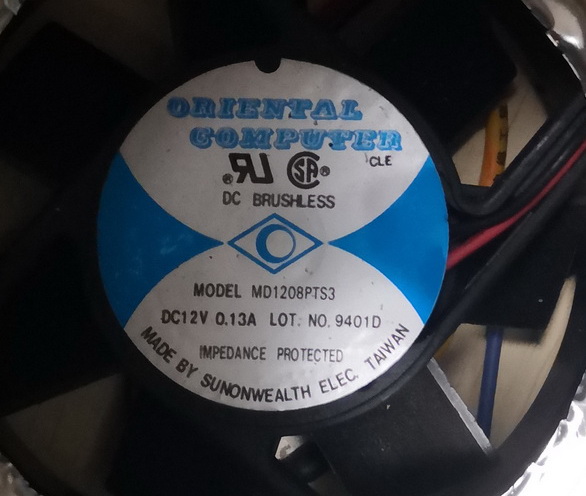 ORIENTAL
COMPUTER
CLE
DC BRUSHLESS
MODEL MD1208PTS3
DC12V 0.13A LOT. NO. 9401D
IMPEDANCE PROTECTED
MADE BY SUNONWEALTH ELEC. TAIWAN